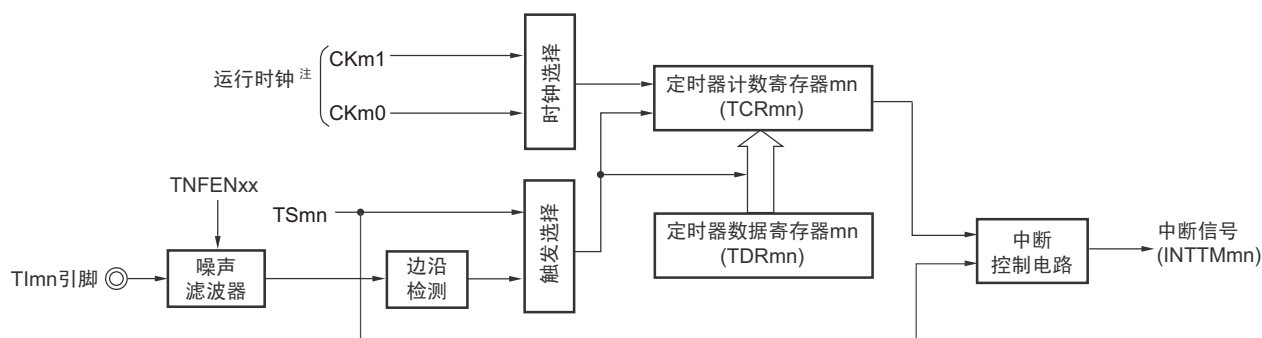 运行时钟 注
CKm1
CKm0
时钟选择
定时器计数寄存器mn
(TCRmn)
TNFENxx
TSmn
触发选择
定时器数据寄存器mn
(TDRmn)
TImn引脚
噪声
滤波器
边沿
检测
中断
控制电路
中断信号
(INTTMmn)